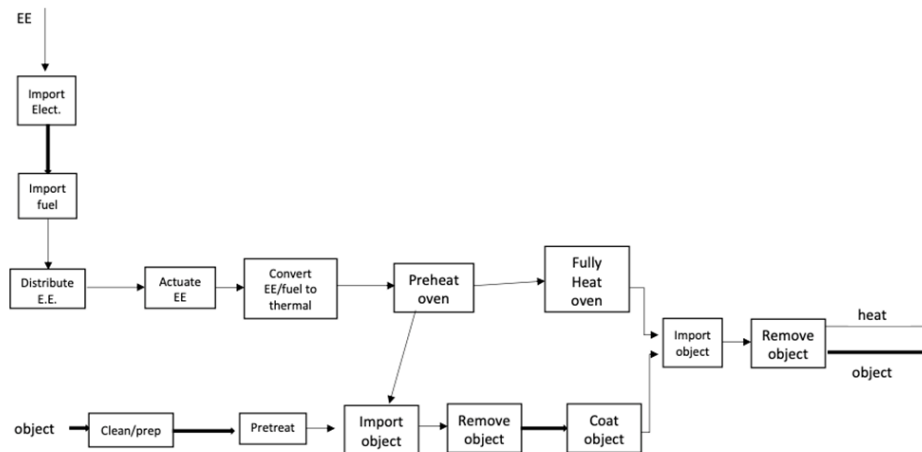 EE
Import
Elect.
Import
fuel
Distribute
E.E.
Actuate
EE
Convert
EE/fuel to
thermal
Preheat
oven
Fully
Heat
oven
Import
object
Remove
object
heat
object
object
Clean/prep
Pretreat
Import
object
Remove
object
Coat
object